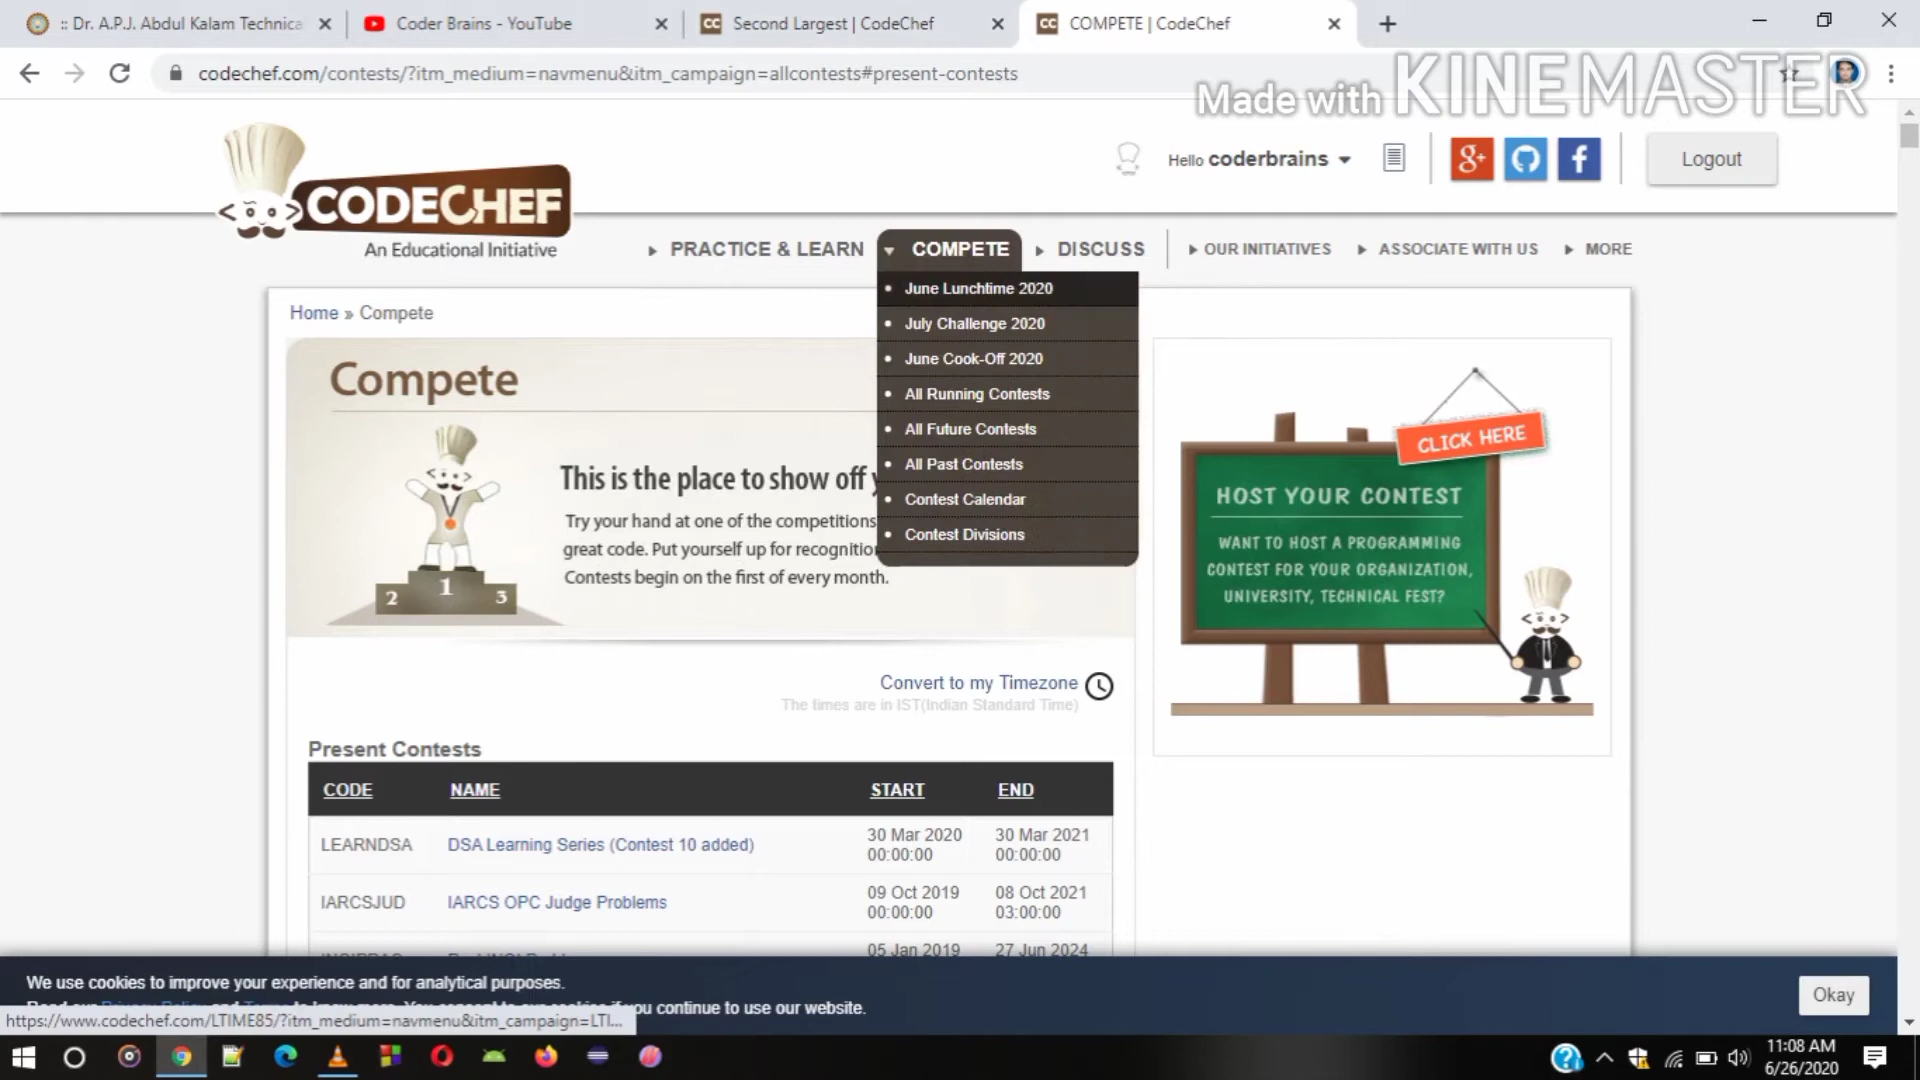 :: Dr. A.P.J. Abdul Kalam Technica
Coder Brains - YouTube
CC Second Largest | CodeChef
CC COMPETE | CodeChef
codechef.com/contests/?itm_medium=navmenu&itm_campaign=allcontests#present-contests
Made with KINEMASTER
CODECHEF
An Educational Initiative
Hello coderbrains
g+
f
Logout
PRACTICE & LEARN
COMPETE
DISCUSS
OUR INITIATIVES
ASSOCIATE WITH US
MORE
June Lunchtime 2020
July Challenge 2020
June Cook-Off 2020
All Running Contests
All Future Contests
All Past Contests
Contest Calendar
Contest Divisions
Home » Compete
Compete
This is the place to show off
Try your hand at one of the competitions
great code. Put yourself up for
Contests begin on the first of every month.
2 1 3
CLICK HERE
HOST YOUR CONTEST
WANT TO HOST A PROGRAMMING
CONTEST FOR YOUR ORGANIZATION,
UNIVERSITY, TECHNICAL FEST?
Convert to my Timezone
The times are in IST(Indian Standard Time)
Present Contests
CODE NAME START END
LEARNDSA DSA Learning Series (Contest 10 added) 30 Mar 2020 00:00:00 30 Mar 2021 00:00:00
IARCSJUD IARCS OPC Judge Problems 09 Oct 2019 00:00:00 08 Oct 2021 03:00:00
05 Jan 2019 27 Jun 2024
We use cookies to improve your experience and for analytical purposes.
you continue to use our website.
Okay
https://www.codechef.com/LTIME85/?itm_medium=navmenu&itm_campaign=LTI...
11:08 AM
6/26/2020